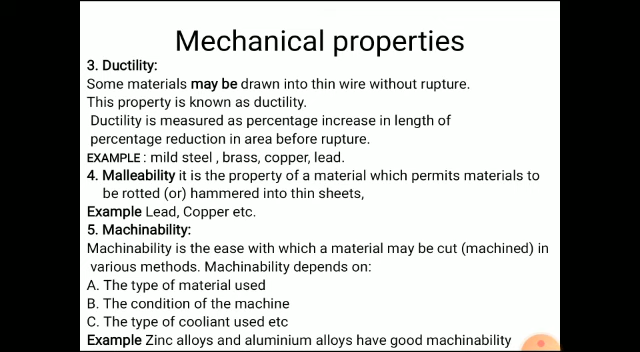 Mechanical properties
3. Ductility:
Some materials may be drawn into thin wire without rupture.
This property is known as ductility.
Ductility is measured as percentage increase in length of
percentage reduction in area before rupture.
EXAMPLE : mild steel , brass, copper, lead.
4. Malleability it is the property of a material which permits materials to
be rotted (or) hammered into thin sheets,
Example Lead, Copper etc.
5. Machinability:
Machinability is the ease with which a material may be cut (machined) in
various methods. Machinability depends on:
A. The type of material used
B. The condition of the machine
C. The type of cooliant used etc
Example Zinc alloys and aluminium alloys have good machinability